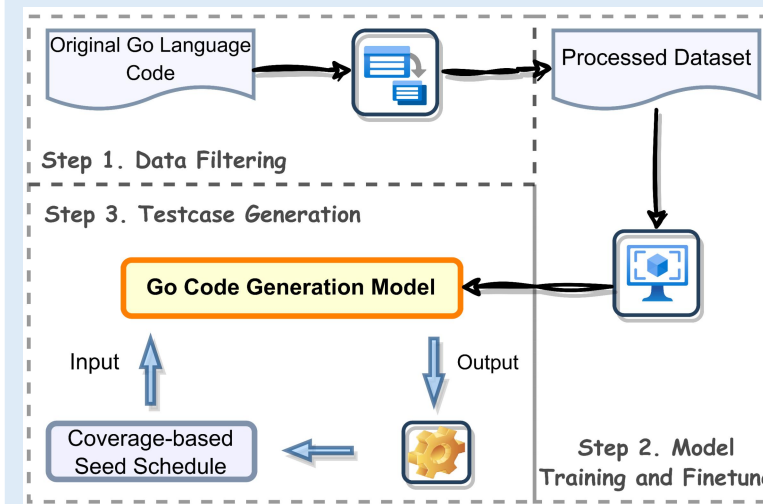 Original Go Language
Code
Processed Dataset
Step 1. Data Filtering
Step 3. Testcase Generation
Go Code Generation Model
Input
Output
Coverage-based
Seed Schedule
Step 2. Model
Training and Finetun